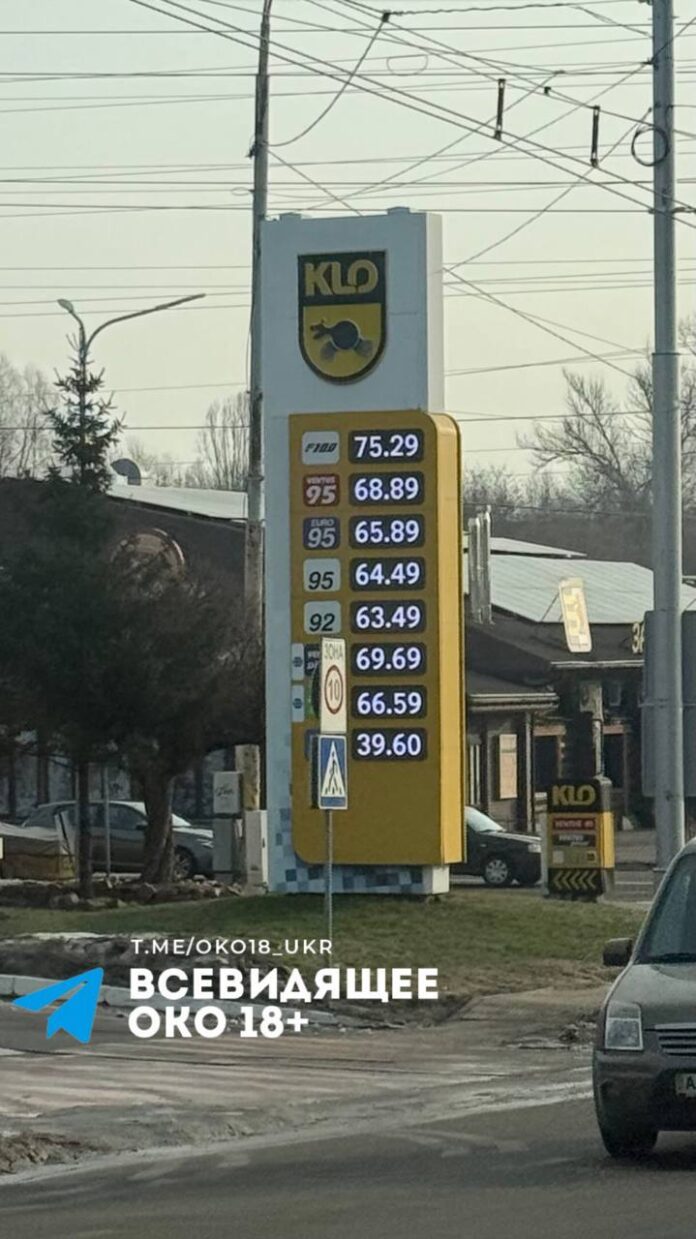 KLO
F100 75.29
VENTUS 95 68.89
EURO 95 65.89
95 64.49
92 63.49
69.69
66.59
39.60
ЗОНА
10
KLO
VENTUS
T.ME/OKO18_UKR
ВСЕВИДЯЩЕЕ
ОКО 18+